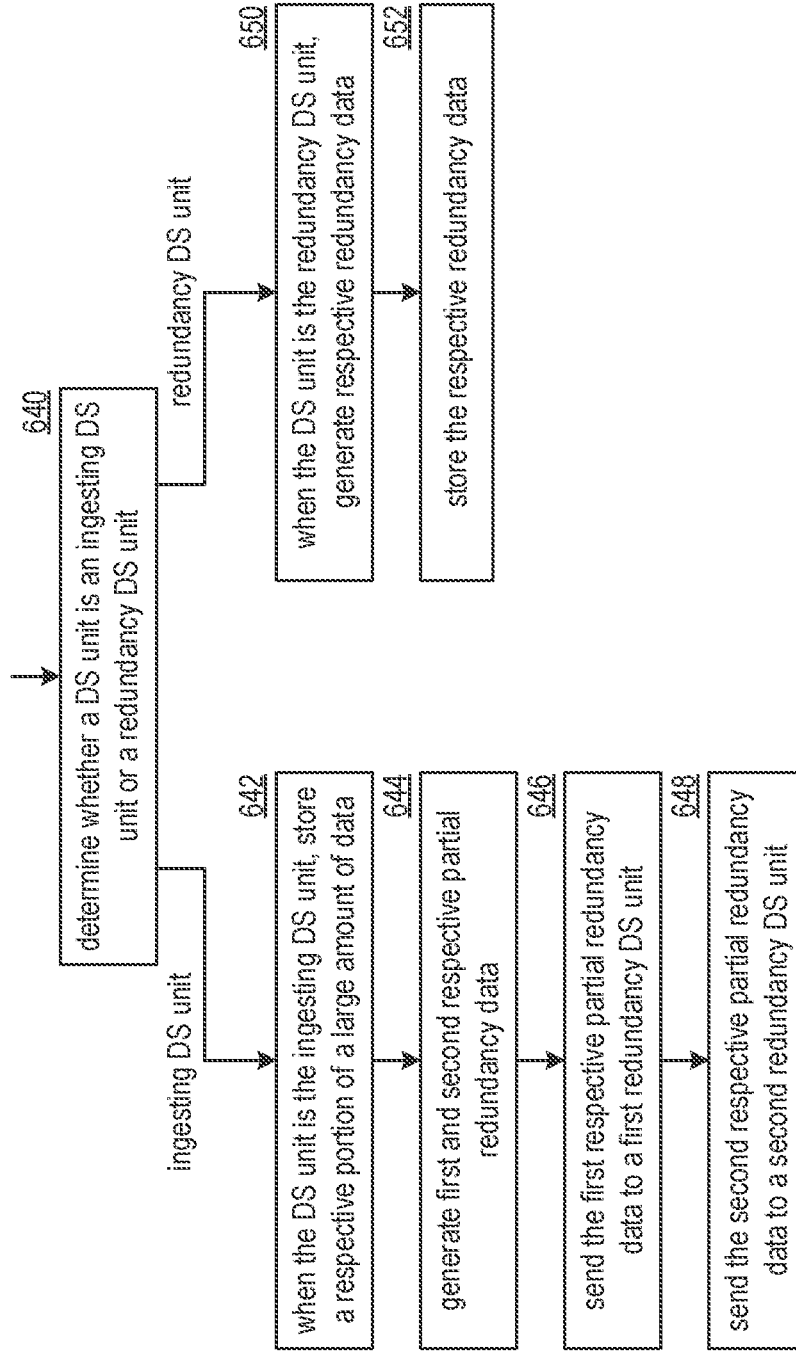 640
determine whether a DS unit is an ingesting DS
unit or a redundancy DS unit
ingesting DS unit
redundancy DS unit
642
when the DS unit is the ingesting DS unit, store
a respective portion of a large amount of data
644
generate first and second respective partial
redundancy data
646
send the first respective partial redundancy
data to a first redundancy DS unit
648
send the second respective partial redundancy
data to a second redundancy DS unit
650
when the DS unit is the redundancy DS unit,
generate respective redundancy data
652
store the respective redundancy data